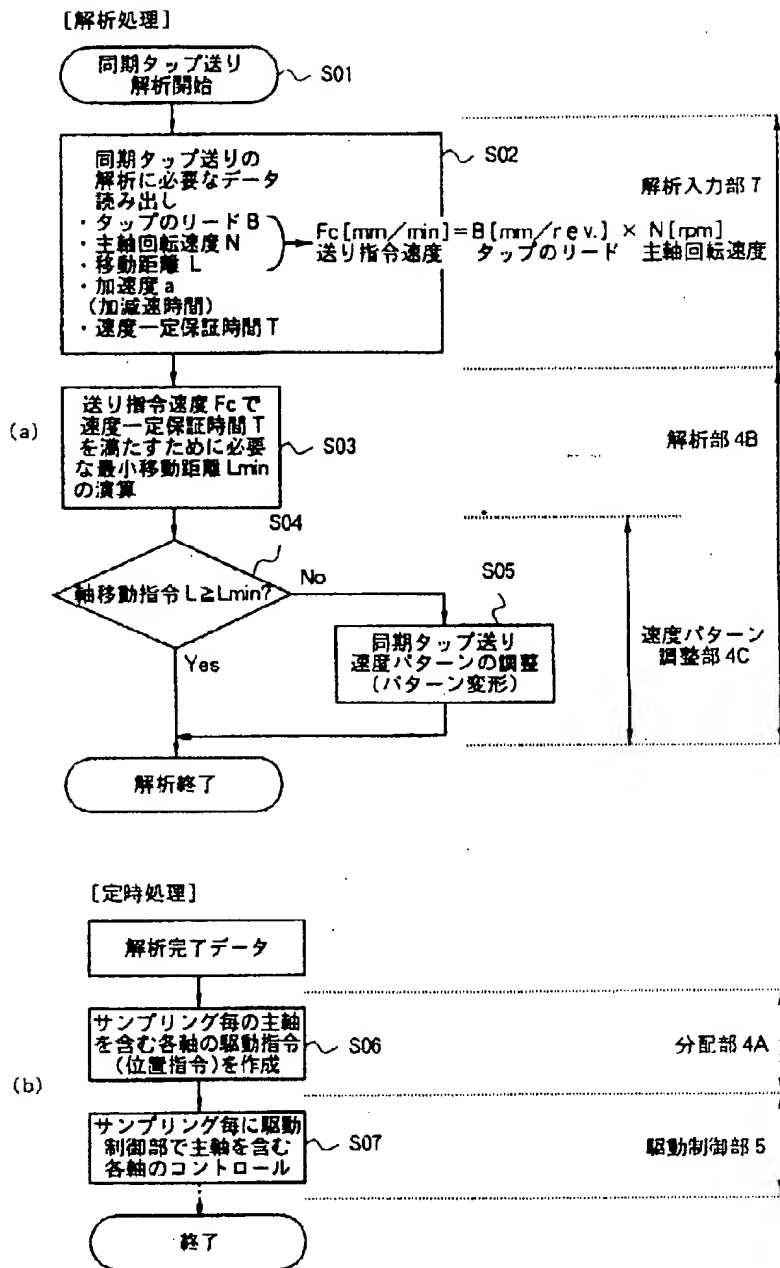 [解析処理]
同期タップ送り
解析開始
S01
S02
同期タップ送りの
解析に必要なデータ
読み出し
・タップのリードB
・主軸回転速度N
・移動距離L
・加速度a
(加減速時間)
・速度一定保証時間T
Fc[mm/min]=B[mm/rev.] × N[rpm]
送り指令速度 タップのリード 主軸回転速度
解析入力部7
(a)
送り指令速度Fcで
速度一定保証時間T
を満たすために必要
な最小移動距離Lmin
の演算
S03
解析部4B
S04
軸移動指令L≧Lmin?
No
Yes
S05
同期タップ送り
速度パターンの調整
(パターン変形)
速度パターン
調整部4C
解析終了
[定時処理]
解析完了データ
(b)
サンプリング毎の主軸
を含む各軸の駆動指令
(位置指令)を作成
S06
分配部4A
サンプリング毎に駆動
制御部で主軸を含む
各軸のコントロール
S07
駆動制御部5
終了